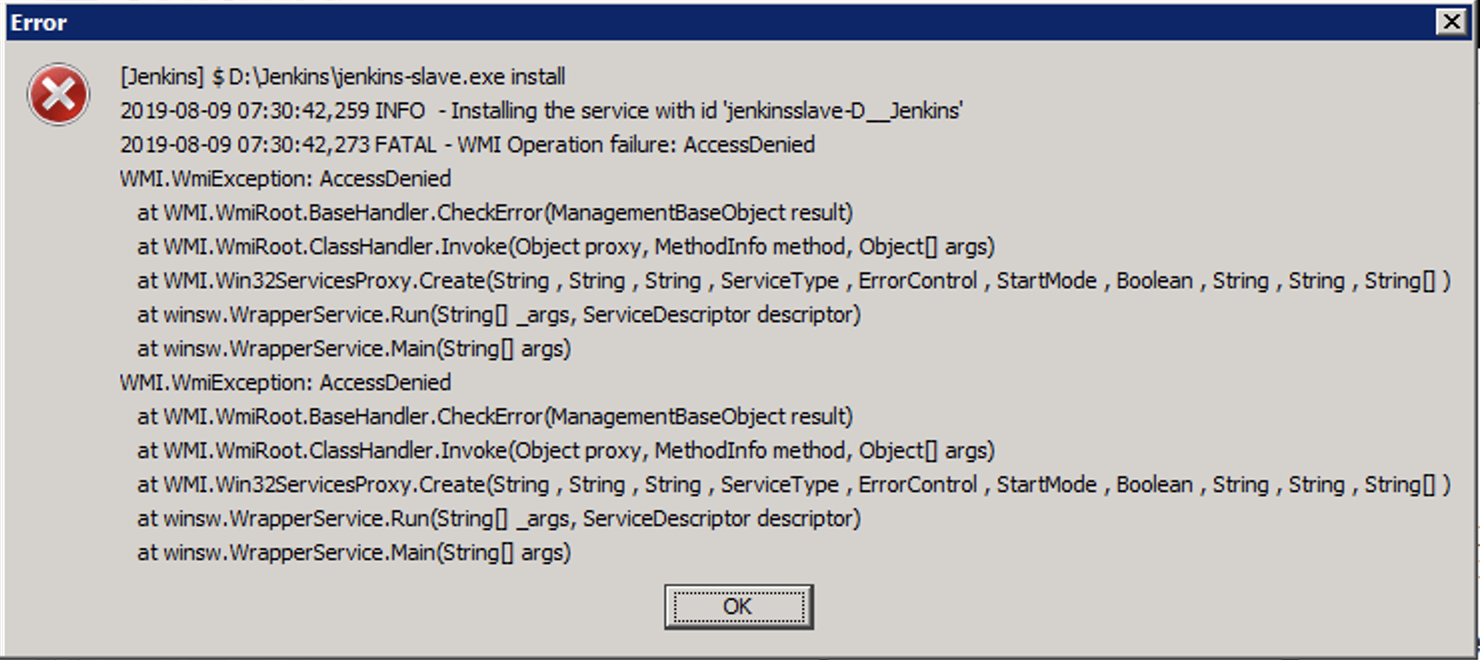 Error
[Jenkins] $ D:\Jenkins\jenkins-slave.exe install
2019-08-09 07:30:42,259 INFO  - Installing the service with id 'jenkinsslave-D__Jenkins'
2019-08-09 07:30:42,273 FATAL - WMI Operation failure: AccessDenied
WMI.WmiException: AccessDenied
   at WMI.WmiRoot.BaseHandler.CheckError(ManagementBaseObject result)
   at WMI.WmiRoot.ClassHandler.Invoke(Object proxy, MethodInfo method, Object[] args)
   at WMI.Win32ServicesProxy.Create(String , String , String , ServiceType , ErrorControl , StartMode , Boolean , String , String , String[] )
   at winsw.WrapperService.Run(String[] _args, ServiceDescriptor descriptor)
   at winsw.WrapperService.Main(String[] args)
WMI.WmiException: AccessDenied
   at WMI.WmiRoot.BaseHandler.CheckError(ManagementBaseObject result)
   at WMI.WmiRoot.ClassHandler.Invoke(Object proxy, MethodInfo method, Object[] args)
   at WMI.Win32ServicesProxy.Create(String , String , String , ServiceType , ErrorControl , StartMode , Boolean , String , String , String[] )
   at winsw.WrapperService.Run(String[] _args, ServiceDescriptor descriptor)
   at winsw.WrapperService.Main(String[] args)
OK